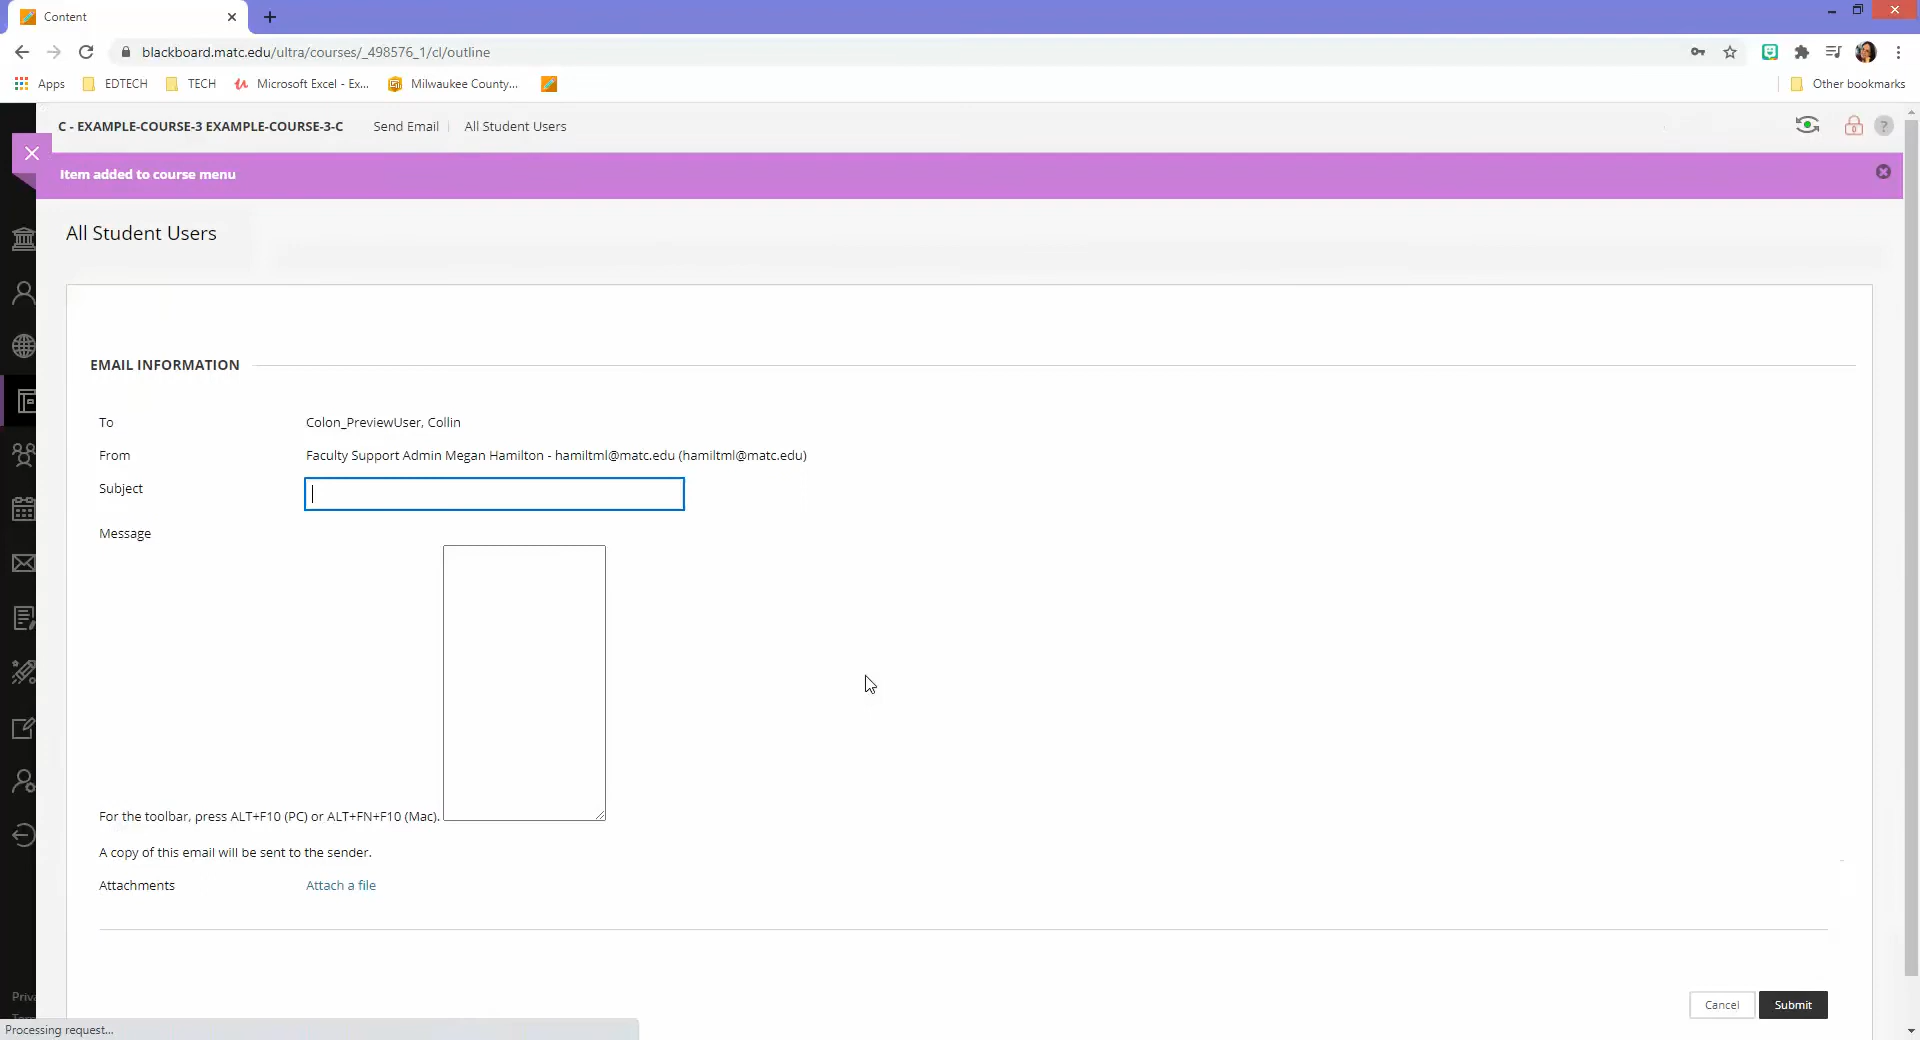 Content
blackboard.matc.edu/ultra/courses/_498576_1/cl/outline
Apps EDTECH TECH Microsoft Excel - Ex... Milwaukee County... Other bookmarks
C - EXAMPLE-COURSE-3 EXAMPLE-COURSE-3-C Send Email All Student Users
Item added to course menu
All Student Users
EMAIL INFORMATION
To Colon_PreviewUser, Collin
From Faculty Support Admin Megan Hamilton - hamiltml@matc.edu (hamiltml@matc.edu)
Subject
Message
For the toolbar, press ALT+F10 (PC) or ALT+FN+F10 (Mac).
A copy of this email will be sent to the sender.
Attachments Attach a file
Cancel Submit
Priva
Processing request...